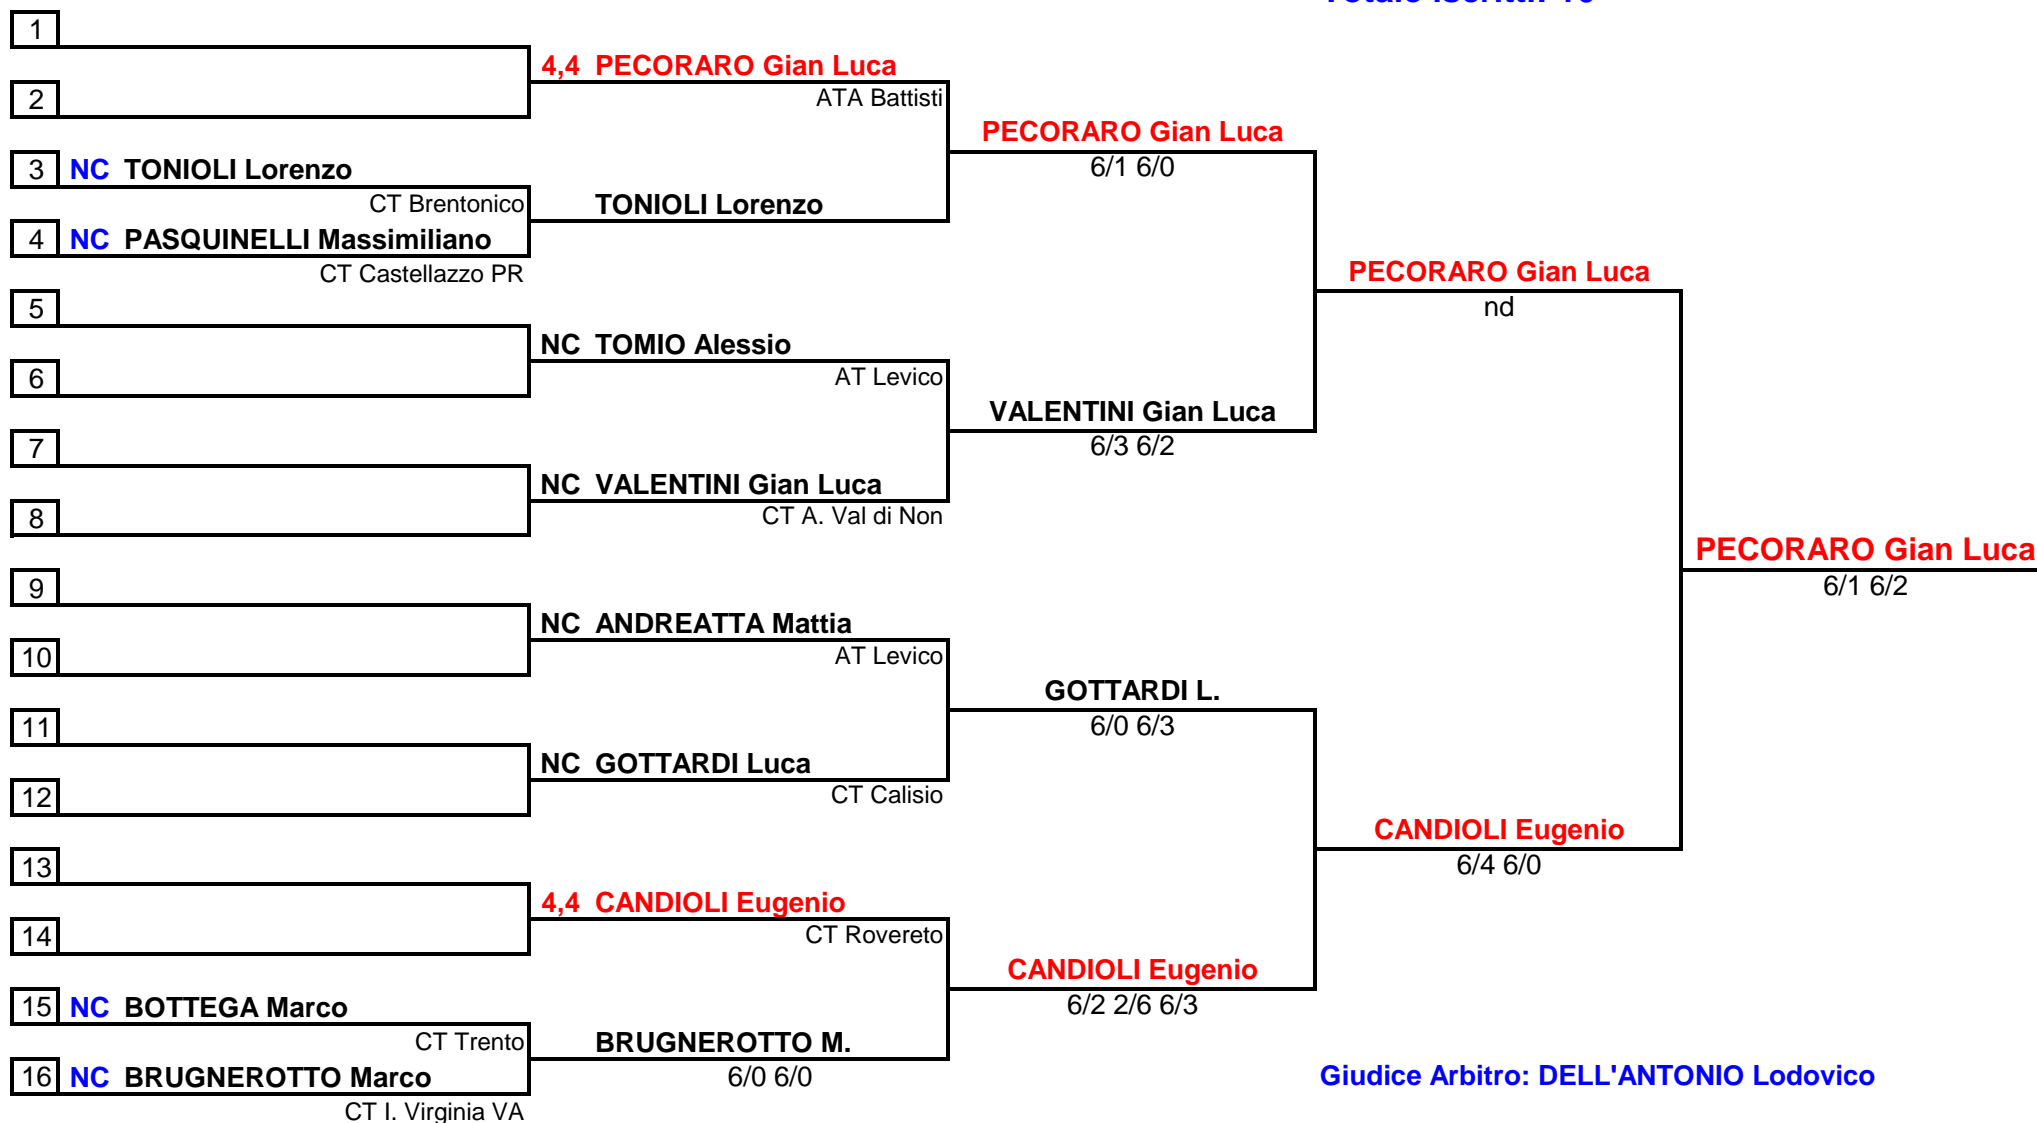 1
4,4 PECORARO Gian Luca
2
ATA Battisti
PECORARO Gian Luca
6/1 6/0
3 NC TONIOLI Lorenzo
CT Brentonico
TONIOLI Lorenzo
4 NC PASQUINELLI Massimiliano
CT Castellazzo PR
PECORARO Gian Luca
nd
5
NC TOMIO Alessio
6
AT Levico
VALENTINI Gian Luca
6/3 6/2
7
NC VALENTINI Gian Luca
8
CT A. Val di Non
PECORARO Gian Luca
6/1 6/2
9
NC ANDREATTA Mattia
10
AT Levico
GOTTARDI L.
6/0 6/3
11
NC GOTTARDI Luca
12
CT Calisio
CANDIOLI Eugenio
6/4 6/0
13
4,4 CANDIOLI Eugenio
14
CT Rovereto
CANDIOLI Eugenio
6/2 2/6 6/3
15 NC BOTTEGA Marco
CT Trento
BRUGNEROTTO M.
6/0 6/0
16 NC BRUGNEROTTO Marco
CT I. Virginia VA
Giudice Arbitro: DELL'ANTONIO Lodovico